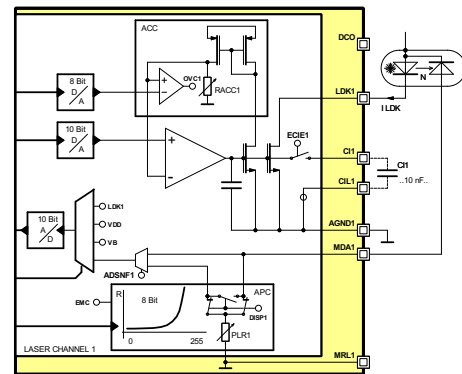 ACC
DCO
8 Bit
D
A
OVC1
RACC1
N
LDK1
I LDK
10 Bit
D
A
ECIE1
CI1
CI1
..10 nF..
CIL1
LDK1
10 Bit
A
D
VDD
VB
AGND1
MDA1
ADSNF1
APC
EMC
R
8 Bit
DISP1
PLR1
0
255
LASER CHANNEL 1
MRL1